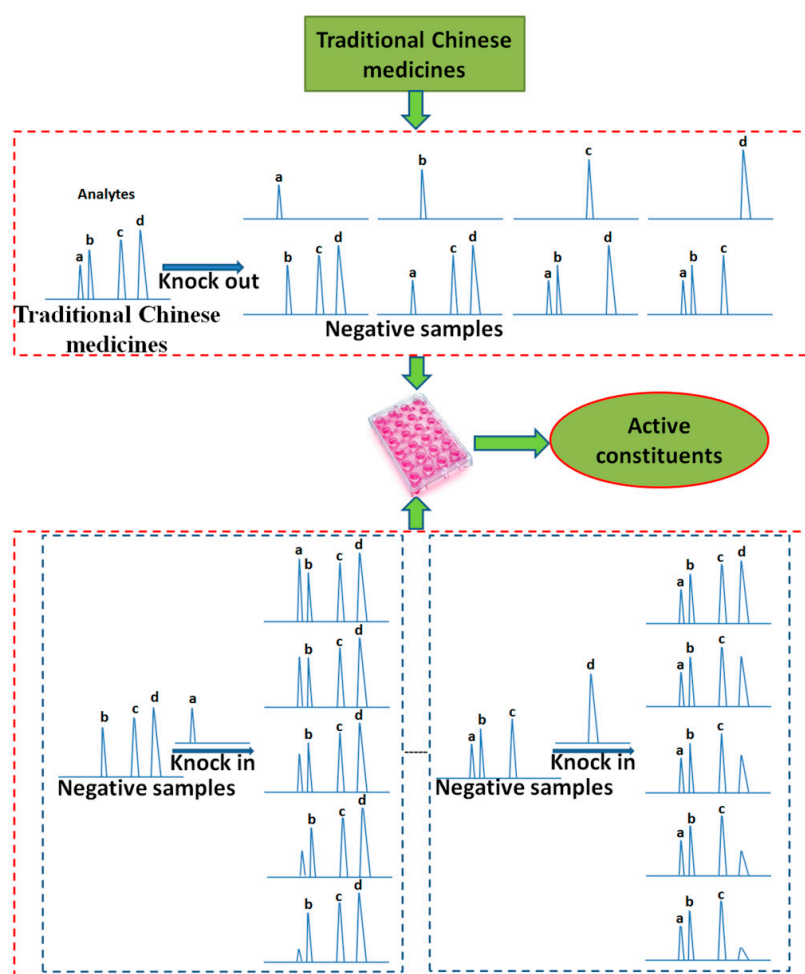 Traditional Chinese
medicines
a
b
c
d
Analytes
a b c d
Knock out
b c d
a c d
a b d
a b c
Traditional Chinese
medicines
Negative samples
Active
constituents
a b c d
b c d
b c d
b c d
b c d
b c d
a
Knock in
Negative samples
-----
a b c d
a b c
a b c
a b c
a b c
a b c
d
Knock in
Negative samples